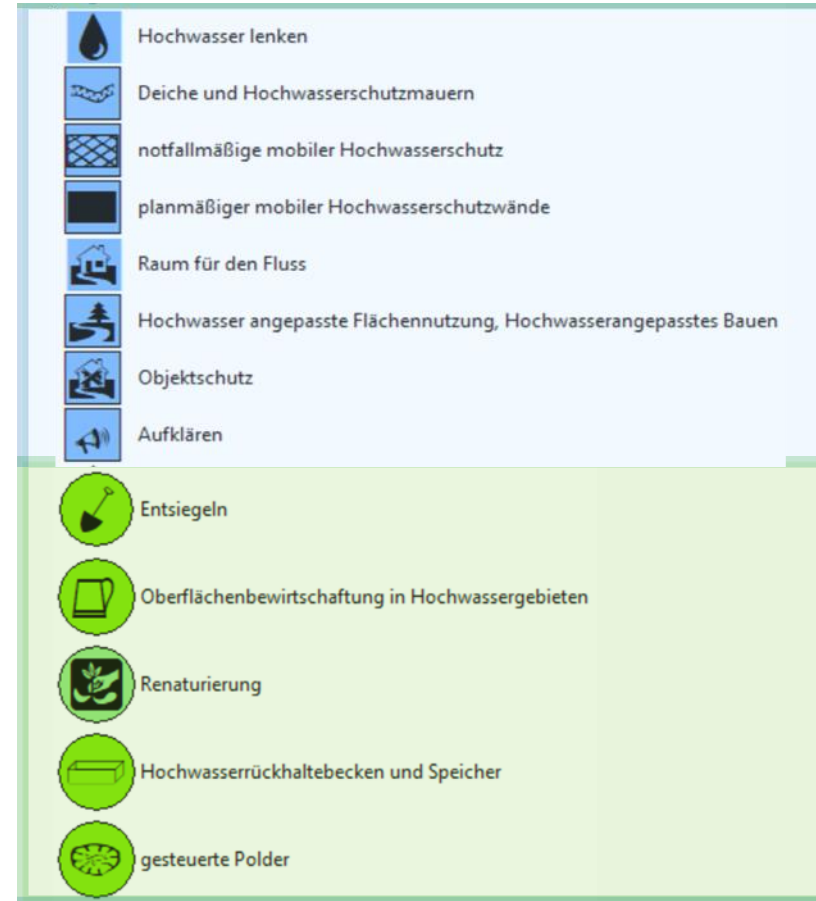 Hochwasser lenken
Deiche und Hochwasserschutzmauern
notfallmäßige mobiler Hochwasserschutz
planmäßiger mobiler Hochwasserschutzwände
Raum für den Fluss
Hochwasser angepasste Flächennutzung, Hochwasserangepasstes Bauen
Objektschutz
Aufklären
Entsiegeln
Oberflächenbewirtschaftung in Hochwassergebieten
Renaturierung
Hochwasserrückhaltebecken und Speicher
gesteuerte Polder